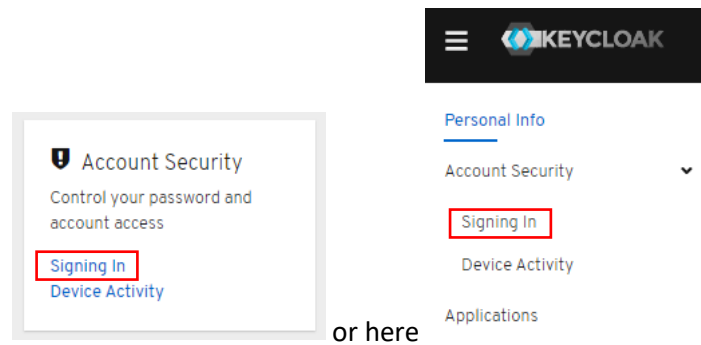 Account Security
Control your password and
account access
Signing In
Device Activity
or here
KEYCLOAK
Personal Info
Account Security
Signing In
Device Activity
Applications